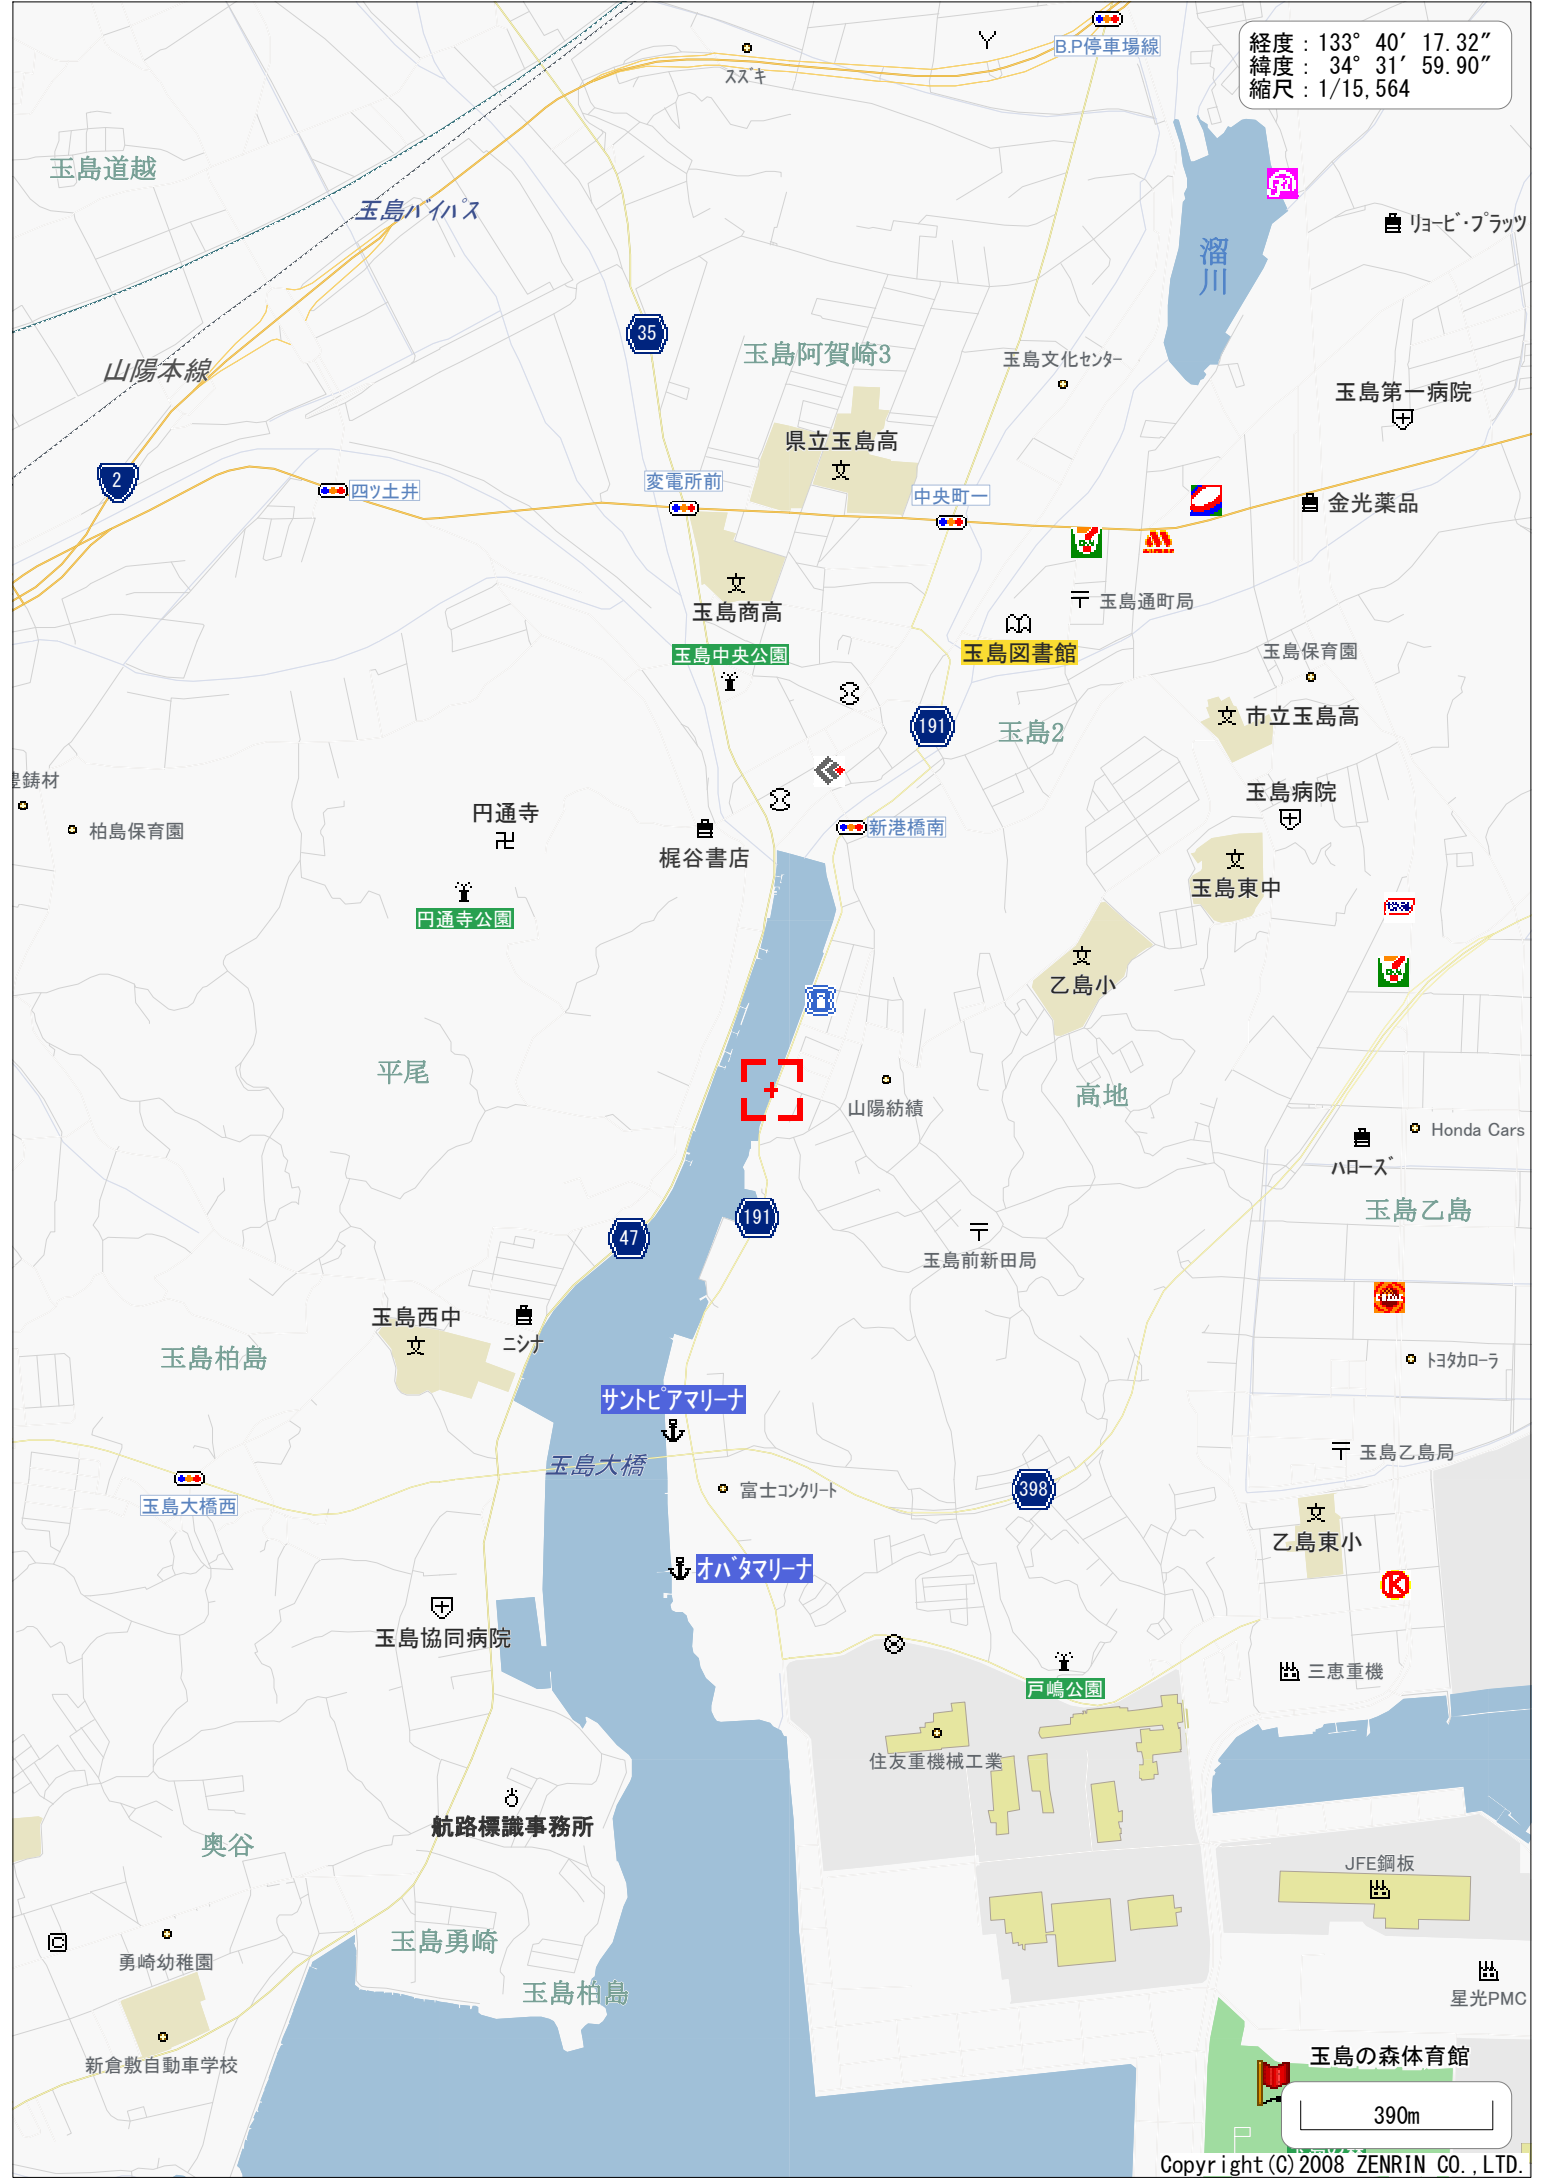 B.P停車場線
経度：133° 40′ 17.32″
緯度： 34° 31′ 59.90″
縮尺：1/15,564
スズキ
玉島道越
玉島バイパス
リョービ・プラッツ
溜川
35
玉島阿賀崎3
玉島文化センター
山陽本線
玉島第一病院
県立玉島高
2
四ツ土井
変電所前
中央町一
金光薬品
玉島商高
玉島通町局
玉島中央公園
玉島図書館
玉島保育園
市立玉島高
191
玉島2
豊鋳材
柏島保育園
円通寺
梶谷書店
新港橋南
玉島病院
玉島東中
円通寺公園
乙島小
平尾
高地
山陽紡績
Honda Cars
ハローズ
玉島乙島
191
47
玉島前新田局
玉島西中
ニシナ
玉島柏島
トヨタカローラ
サントピアマリーナ
玉島大橋
玉島乙島局
玉島大橋西
富士コンクリート
398
乙島東小
オバタマリーナ
玉島協同病院
戸嶋公園
三恵重機
住友重機械工業
航路標識事務所
奥谷
JFE鋼板
玉島勇崎
勇崎幼稚園
玉島柏島
星光PMC
新倉敷自動車学校
玉島の森体育館
390m
Copyright(C)2008 ZENRIN CO.,LTD.